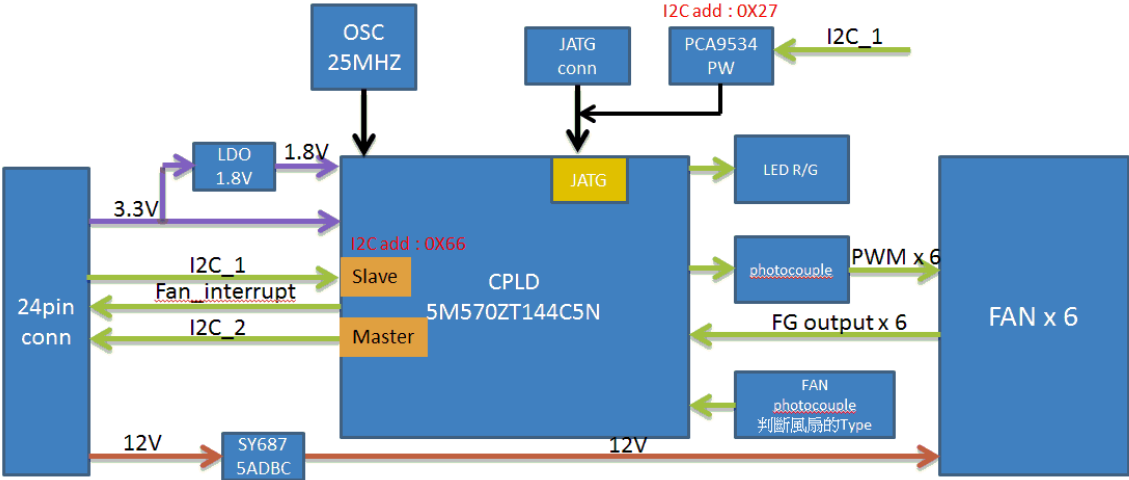 I2C add : 0X27
OSC
25MHZ
JATG
conn
PCA9534
PW
I2C_1
LDO
1.8V
1.8V
JATG
LED R/G
3.3V
I2C add : 0X66
I2C_1
Slave
Fan_interrupt
I2C_2
Master
24pin
conn
CPLD
5M570ZT144C5N
photocouple
PWM x 6
FG output x 6
FAN x 6
FAN
photocouple
判斷風扇的Type
12V
SY687
5ADBC
12V